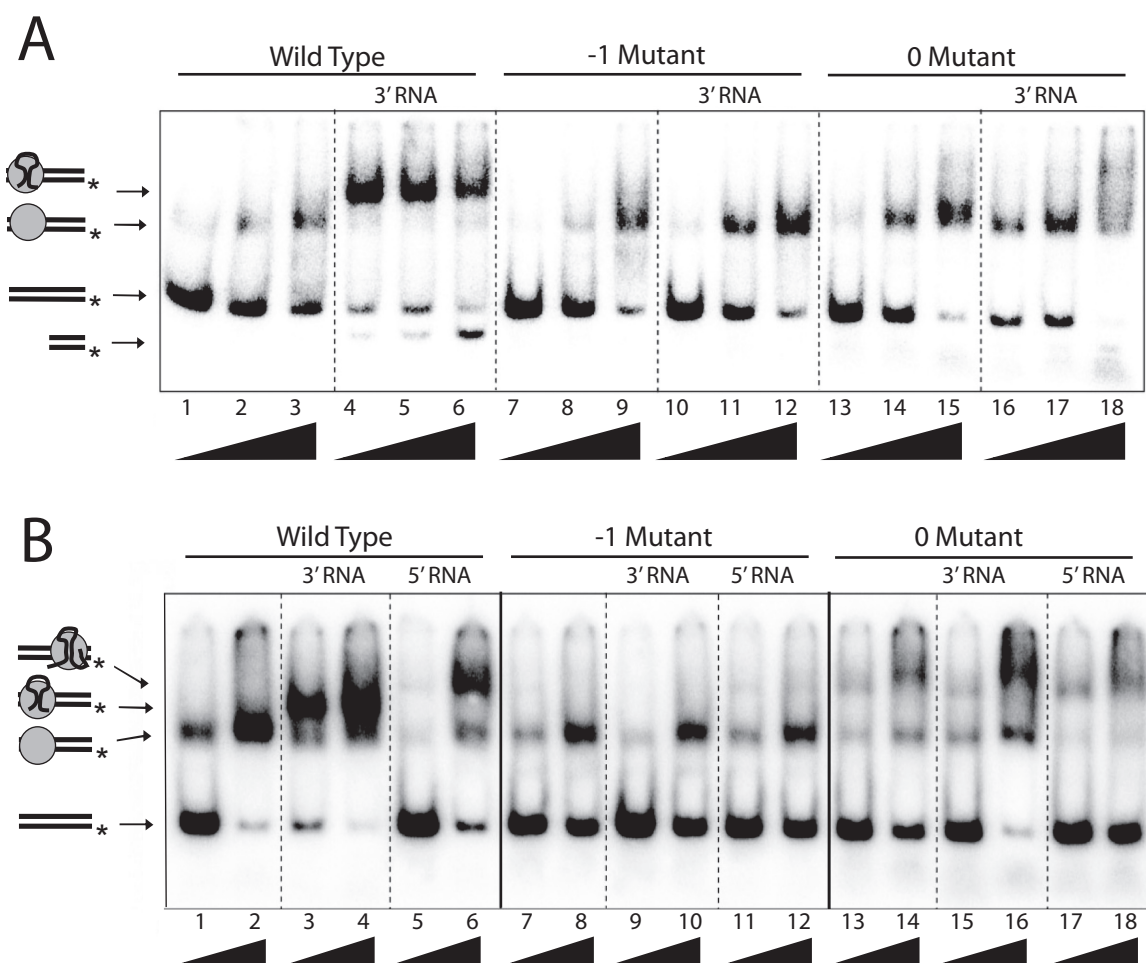 A
Wild Type -1 Mutant 0 Mutant
3′ RNA 3′ RNA 3′ RNA
*
*
*
*
1 2 3 4 5 6 7 8 9 10 11 12 13 14 15 16 17 18
B
Wild Type -1 Mutant 0 Mutant
3′ RNA 5′ RNA 3′ RNA 5′ RNA 3′ RNA 5′ RNA
*
*
*
*
1 2 3 4 5 6 7 8 9 10 11 12 13 14 15 16 17 18